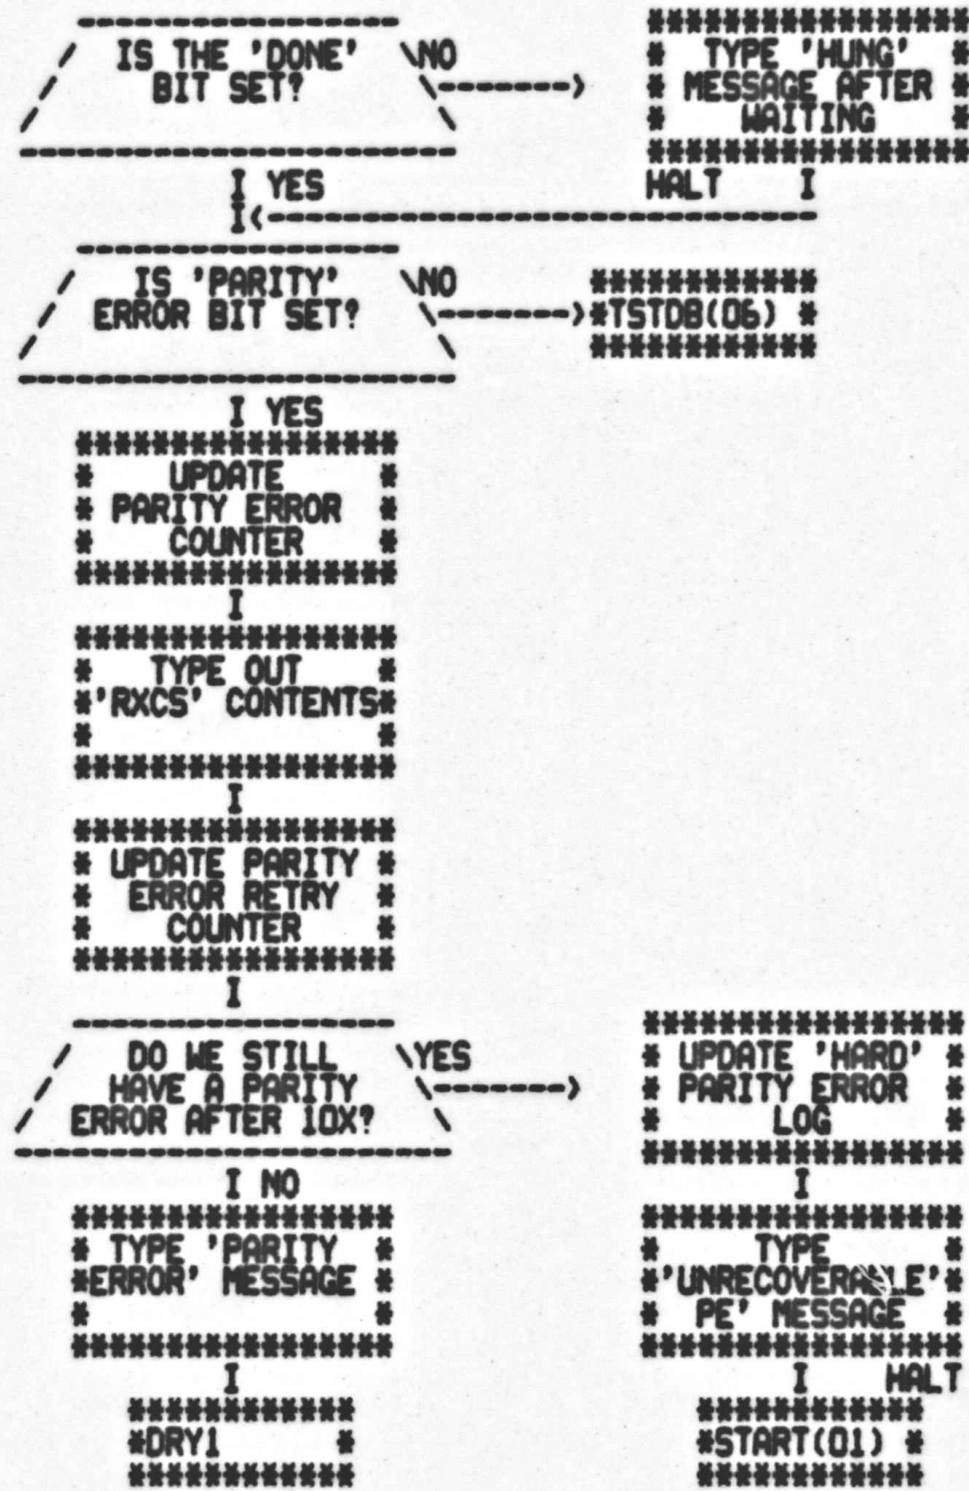 IS THE 'DONE'
BIT SET?
NO
TYPE 'HUNG'
MESSAGE AFTER
WAITING
I YES
HALT I
I
IS 'PARITY'
ERROR BIT SET?
NO
TSTDB(06)
I YES
UPDATE
PARITY ERROR
COUNTER
I
TYPE OUT
'RXCS' CONTENTS
I
UPDATE PARITY
ERROR RETRY
COUNTER
I
DO WE STILL
HAVE A PARITY
ERROR AFTER 10X?
YES
UPDATE 'HARD'
PARITY ERROR
LOG
I NO
I
TYPE 'PARITY
ERROR' MESSAGE
TYPE
'UNRECOVERABLE'
PE' MESSAGE
I
I HALT
DRY1
START(01)